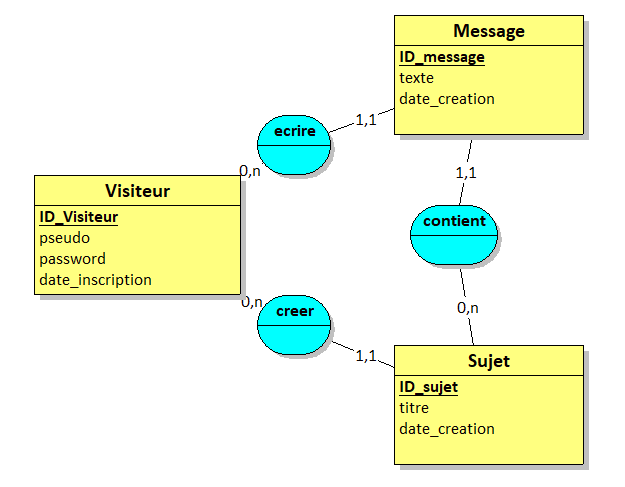 Message
ID_message
texte
date_creation
ecrire
1,1
0,n
Visiteur
ID_Visiteur
pseudo
password
date_inscription
1,1
contient
0,n
0,n
creer
1,1
Sujet
ID_sujet
titre
date_creation